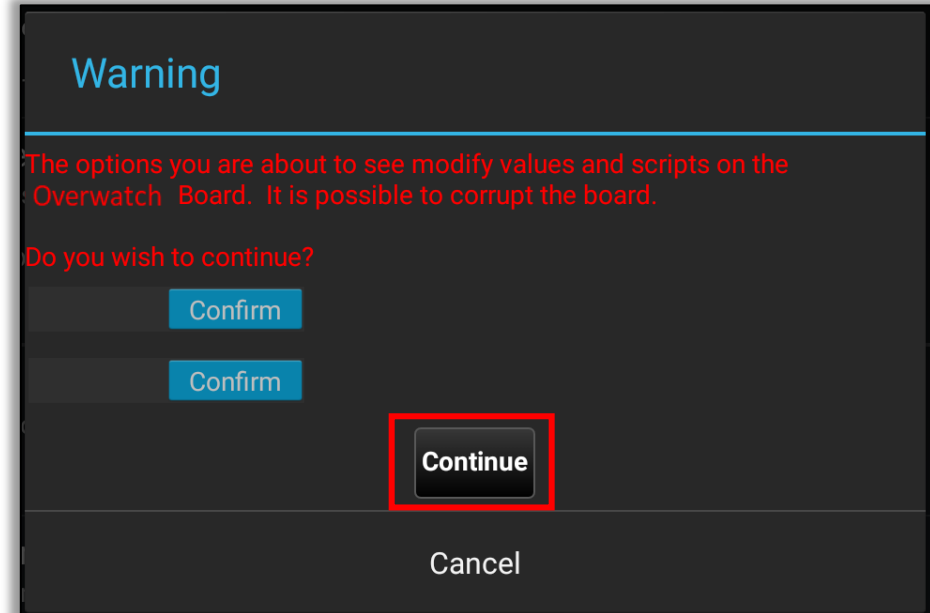 Warning
The options you are about to see modify values and scripts on the
Overwatch Board. It is possible to corrupt the board.
Do you wish to continue?
Confirm
Confirm
Continue
Cancel